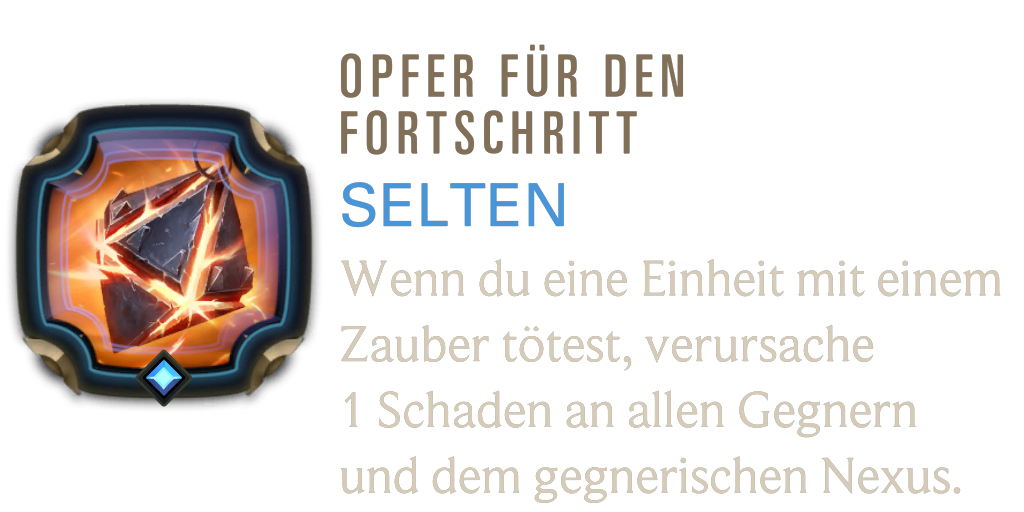 OPFER FÜR DEN
FORTSCHRITT
SELTEN
Wenn du eine Einheit mit einem
Zauber tötest, verursache
1 Schaden an allen Gegnern
und dem gegnerischen Nexus.